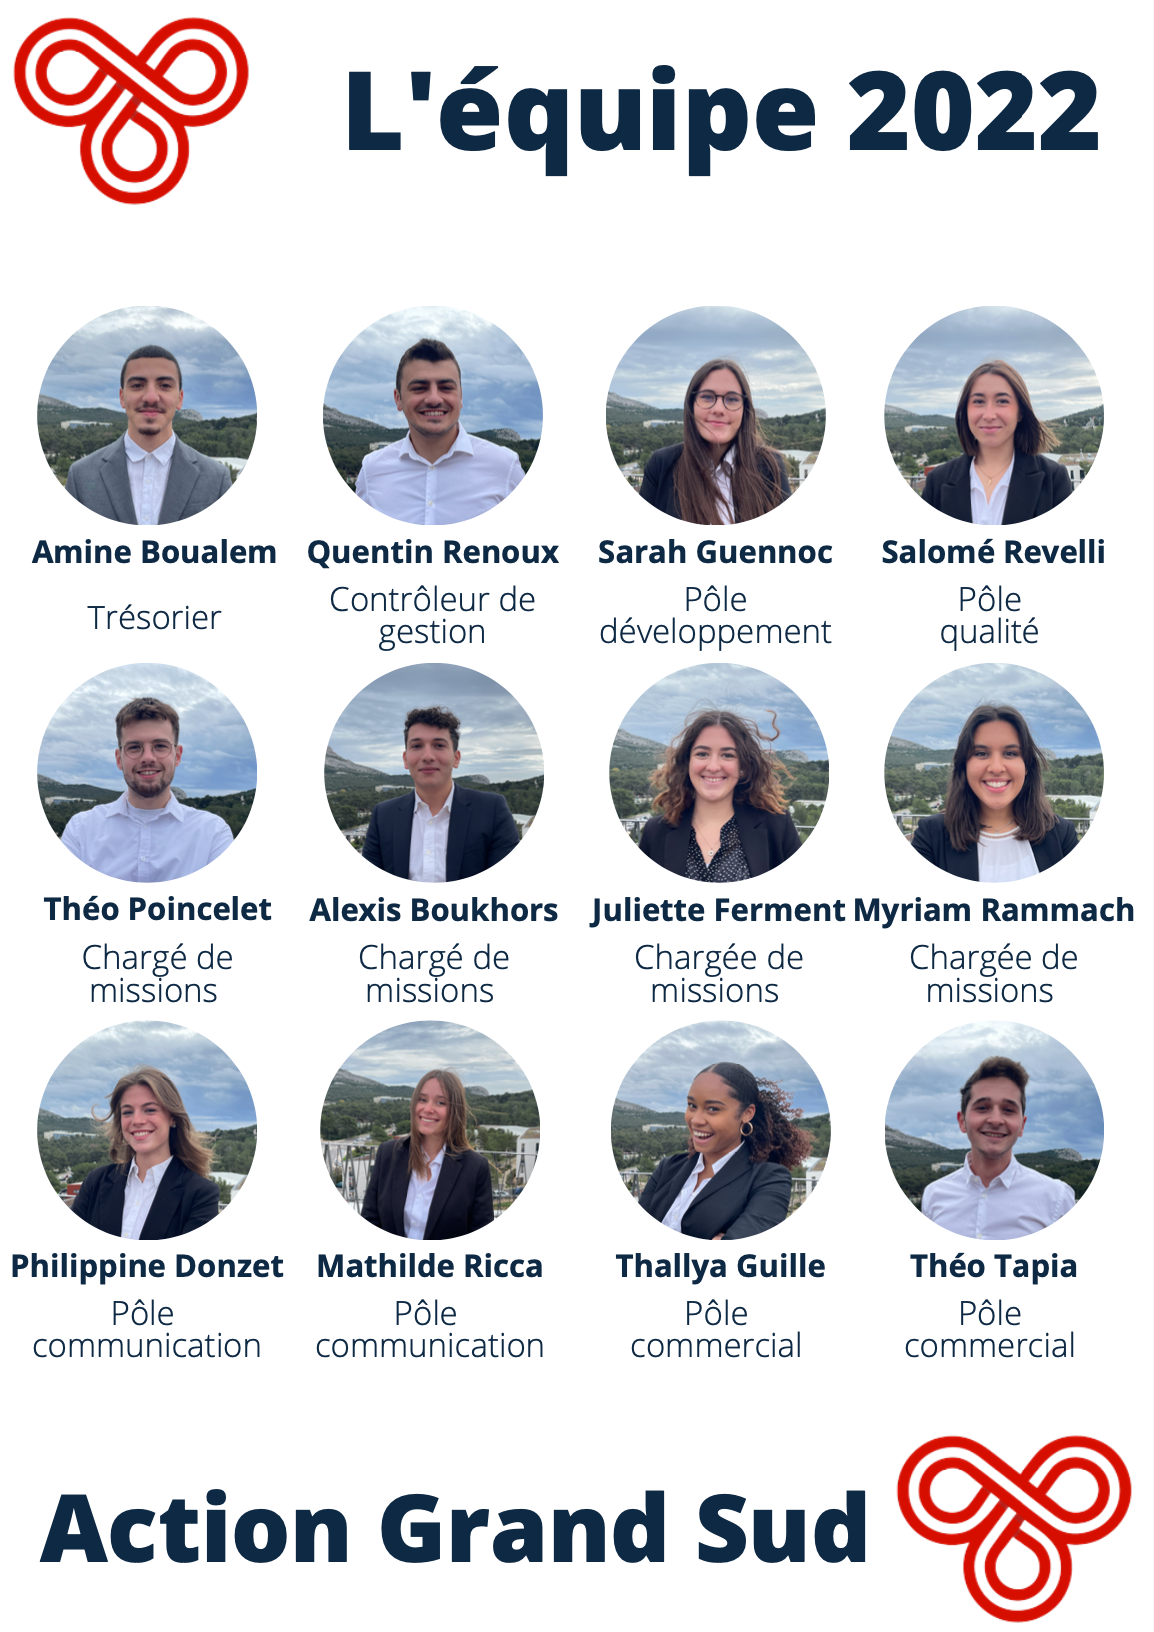 L'équipe 2022
Amine Boualem
Trésorier
Quentin Renoux
Contrôleur de
gestion
Sarah Guennoc
Pôle
développement
Salomé Revelli
Pôle
qualité
Théo Poincelet
Chargé de
missions
Alexis Boukhors
Chargé de
missions
Juliette Ferment
Chargée de
missions
Myriam Rammach
Chargée de
missions
Philippine Donzet
Pôle
communication
Mathilde Ricca
Pôle
communication
Thallya Guille
Pôle
commercial
Théo Tapia
Pôle
commercial
Action Grand Sud